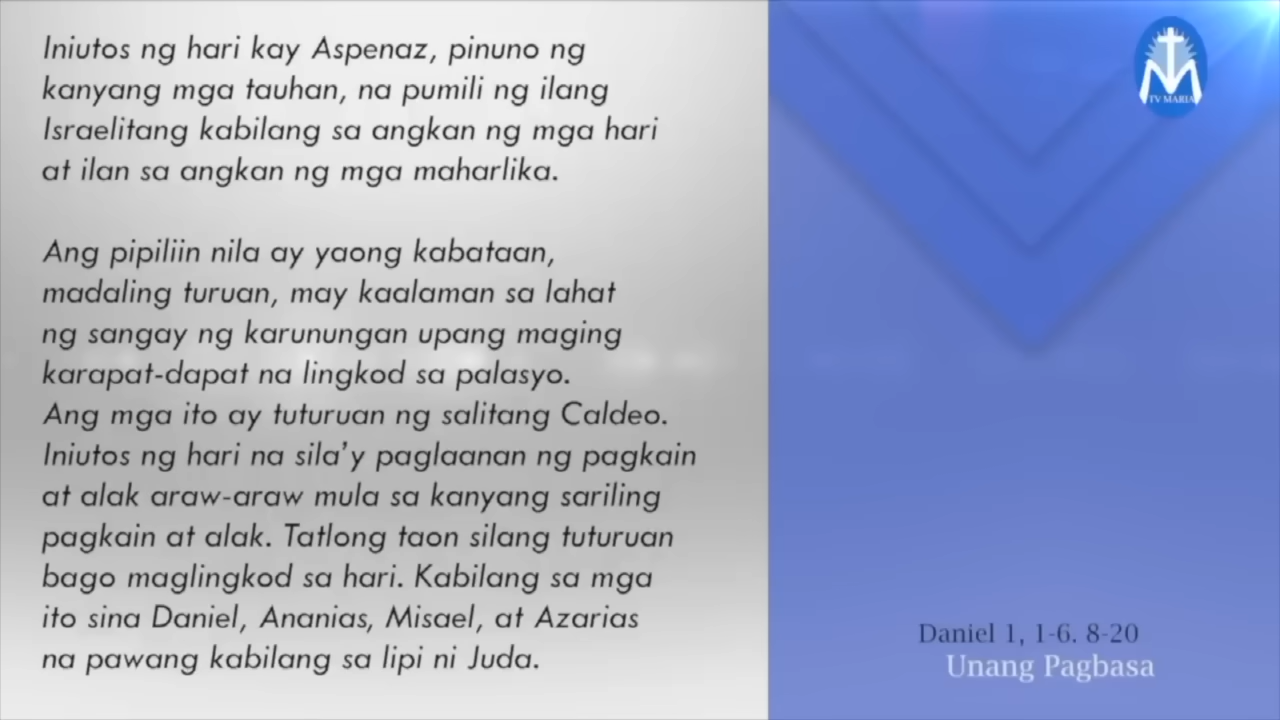 Iniutos ng hari kay Aspenaz, pinuno ng
kanyang mga tauhan, na pumili ng ilang
Israelitang kabilang sa angkan ng mga hari
at ilan sa angkan ng mga maharlika.
Ang pipiliin nila ay yaong kabataan,
madaling turuan, may kaalaman sa lahat
ng sangay ng karunungan upang maging
karapat-dapat na lingkod sa palasyo.
Ang mga ito ay tuturuan ng salitang Caldeo.
Iniutos ng hari na sila'y paglaanan ng pagkain
at alak araw-araw mula sa kanyang sariling
pagkain at alak. Tatlong taon silang tuturuan
bago maglingkod sa hari. Kabilang sa mga
ito sina Daniel, Ananias, Misael, at Azarias
na pawang kabilang sa lipi ni Juda.
TV MARIA
Daniel 1, 1-6. 8-20
Unang Pagbasa